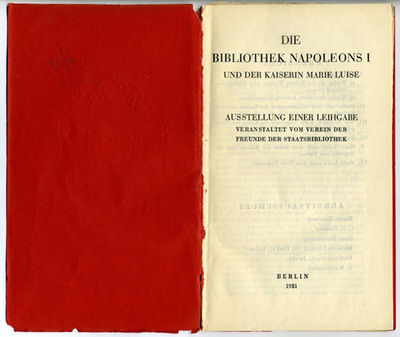 DIE
BIBLIOTHEK NAPOLEONS I
UND DER KAISERIN MARIE LUISE
AUSSTELLUNG EINER LEIHGABE
VERANSTALTET VOM VEREIN DER
FREUNDE DER STAATSBIBLIOTHEK
ARBEITSAUSSCHUSS
BERLIN
1931